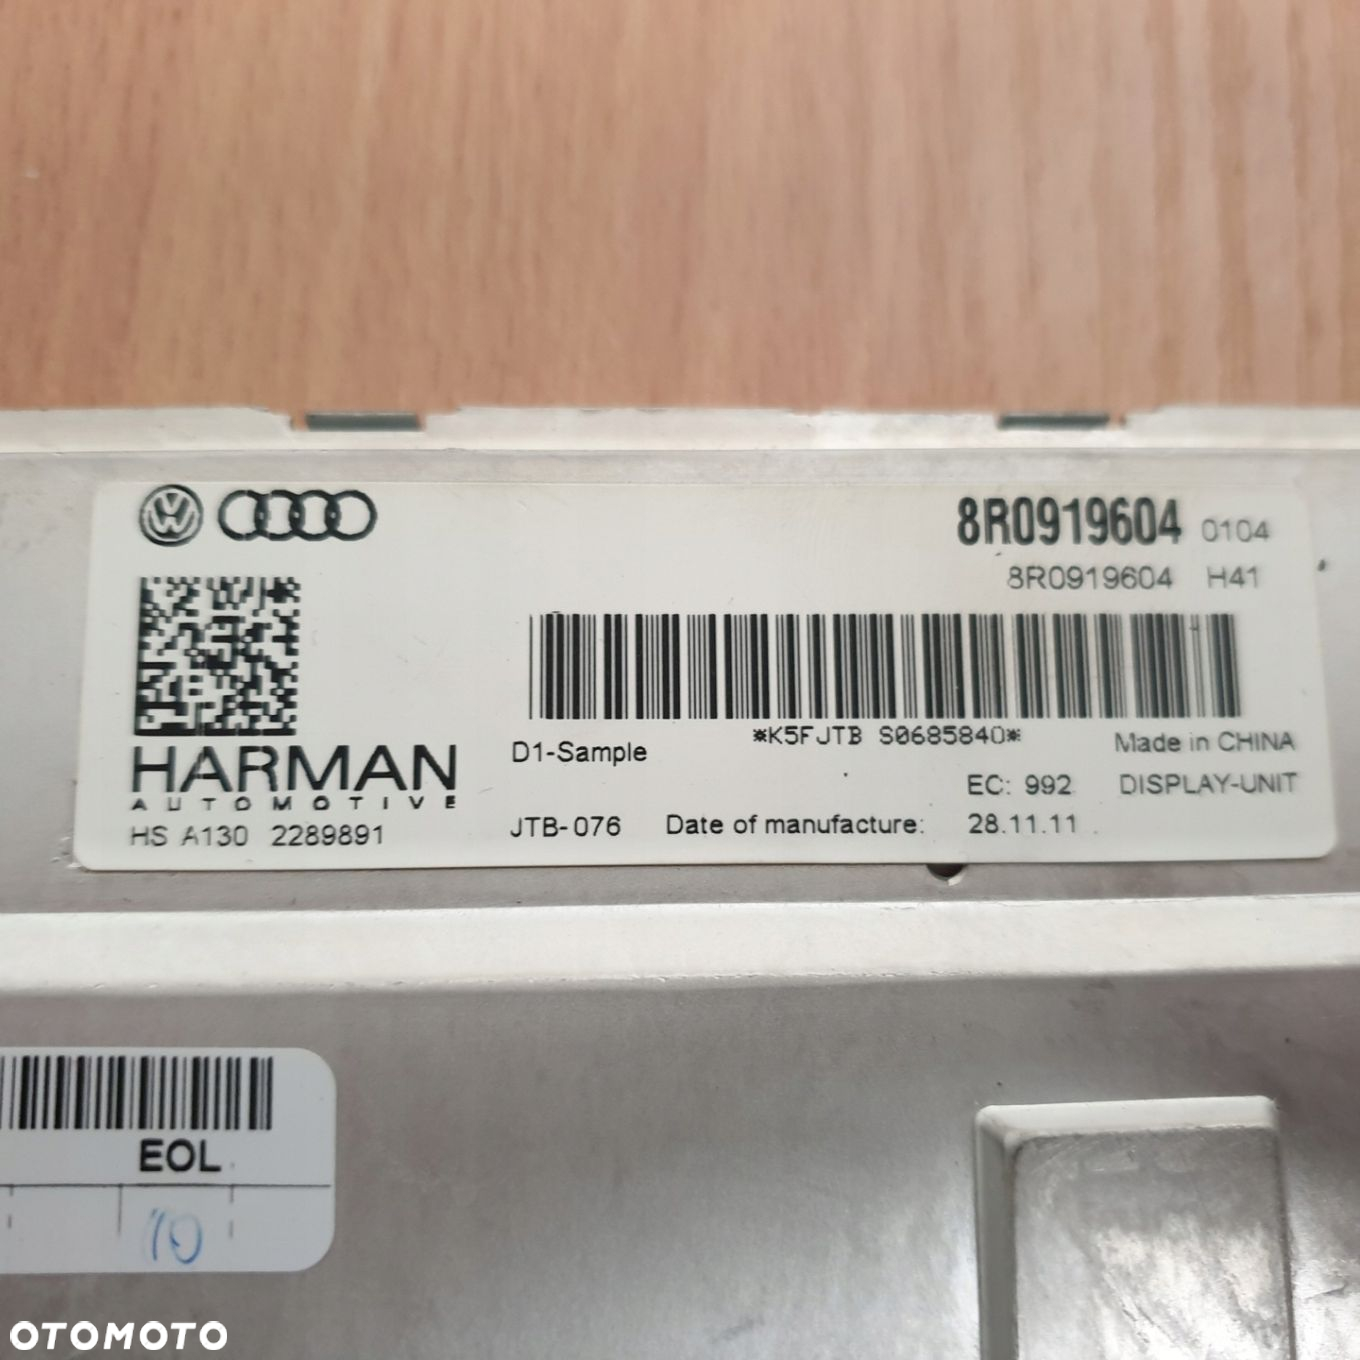 8R0919604 0104
8R0919604 H41
*K5FJTB S0685840*
D1-Sample
Made in CHINA
HARMAN
AUTOMOTIVE
EC: 992 DISPLAY-UNIT
HS A130 2289891
JTB-076 Date of manufacture: 28.11.11
EOL
10
OTOMOTO